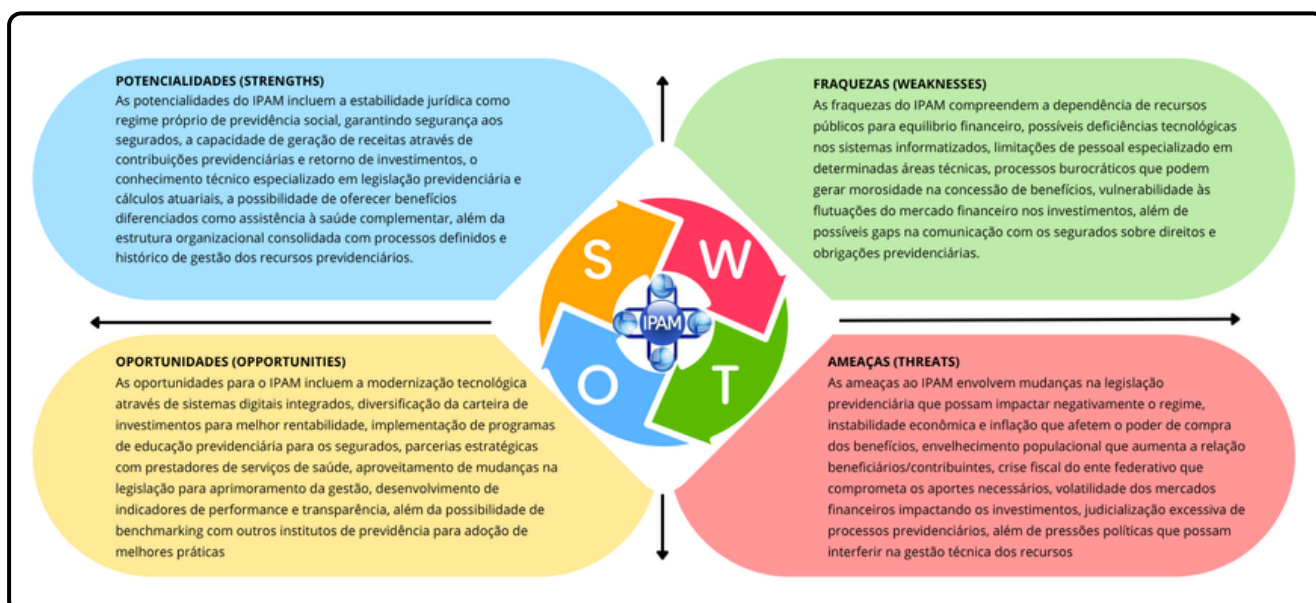 POTENCIALIDADES (STRENGTHS)
As potencialidades do IPAM incluem a estabilidade jurídica como
regime próprio de previdência social, garantindo segurança aos
segurados, a capacidade de geração de receitas através de
contribuições previdenciárias e retorno de investimentos, o
conhecimento técnico especializado em legislação previdenciária e
cálculos atuariais, a possibilidade de oferecer benefícios
diferenciados como assistência à saúde complementar, além da
estrutura organizacional consolidada com processos definidos e
histórico de gestão dos recursos previdenciários.
FRAQUEZAS (WEAKNESSES)
As fraquezas do IPAM compreendem a dependência de recursos
públicos para equilibrio financeiro, possíveis deficiências tecnológicas
nos sistemas informatizados, limitações de pessoal especializado em
determinadas áreas técnicas, processos burocráticos que podem
gerar morosidade na concessão de benefícios, vulnerabilidade às
flutuações do mercado financeiro nos investimentos, além de
possíveis gaps na comunicação com os segurados sobre direitos e
obrigações previdenciárias.
S
W
IPAM
O
T
OPORTUNIDADES (OPPORTUNITIES)
As oportunidades para o IPAM incluem a modernização tecnológica
através de sistemas digitais integrados, diversificação da carteira de
investimentos para melhor rentabilidade, implementação de programas
de educação previdenciária para os segurados, parcerias estratégicas
com prestadores de serviços de saúde, aproveitamento de mudanças na
legislação para aprimoramento da gestão, desenvolvimento de
indicadores de performance e transparência, além da possibilidade de
benchmarking com outros institutos de previdência para adoção de
melhores práticas
AMEAÇAS (THREATS)
As ameaças ao IPAM envolvem mudanças na legislação
previdenciária que possam impactar negativamente o regime,
instabilidade econômica e inflação que afetem o poder de compra
dos benefícios, envelhecimento populacional que aumenta a relação
beneficiários/contribuintes, crise fiscal do ente federativo que
comprometa os aportes necessários, volatilidade dos mercados
financeiros impactando os investimentos, judicialização excessiva de
processos previdenciários, além de pressões políticas que possam
interferir na gestão técnica dos recursos